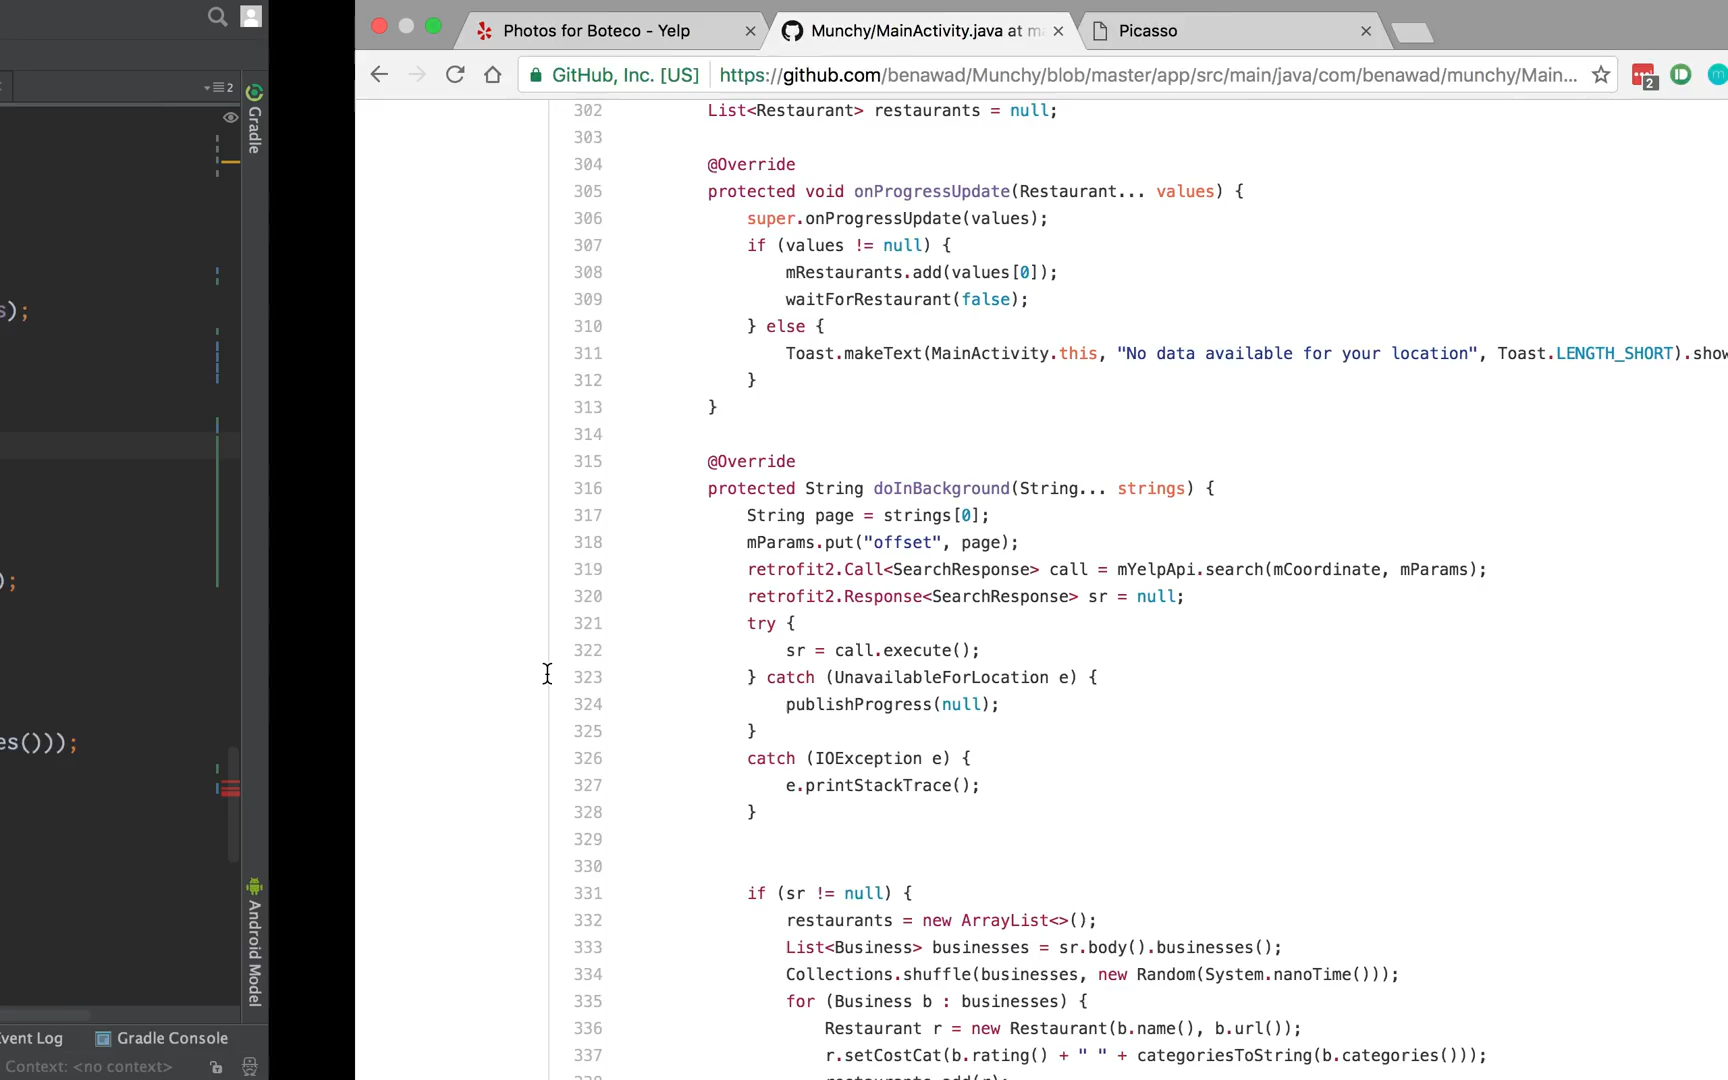 Photos for Boteco - Yelp
Munchy/MainActivity.java at m
Picasso
GitHub, Inc. [US]
https://github.com/benawad/Munchy/blob/master/app/src/main/java/com/benawad/munchy/Main...
2
2
Gradle
s);
);
es()));
Android Model
Event Log
Gradle Console
Context: <no context>
302 List<Restaurant> restaurants = null;
303
304 @Override
305 protected void onProgressUpdate(Restaurant... values) {
306 super.onProgressUpdate(values);
307 if (values != null) {
308 mRestaurants.add(values[0]);
309 waitForRestaurant(false);
310 } else {
311 Toast.makeText(MainActivity.this, "No data available for your location", Toast.LENGTH_SHORT).show
312 }
313 }
314
315 @Override
316 protected String doInBackground(String... strings) {
317 String page = strings[0];
318 mParams.put("offset", page);
319 retrofit2.Call<SearchResponse> call = mYelpApi.search(mCoordinate, mParams);
320 retrofit2.Response<SearchResponse> sr = null;
321 try {
322 sr = call.execute();
323 } catch (UnavailableForLocation e) {
324 publishProgress(null);
325 }
326 catch (IOException e) {
327 e.printStackTrace();
328 }
329
330
331 if (sr != null) {
332 restaurants = new ArrayList<>();
333 List<Business> businesses = sr.body().businesses();
334 Collections.shuffle(businesses, new Random(System.nanoTime()));
335 for (Business b : businesses) {
336 Restaurant r = new Restaurant(b.name(), b.url());
337 r.setCostCat(b.rating() + " " + categoriesToString(b.categories()));